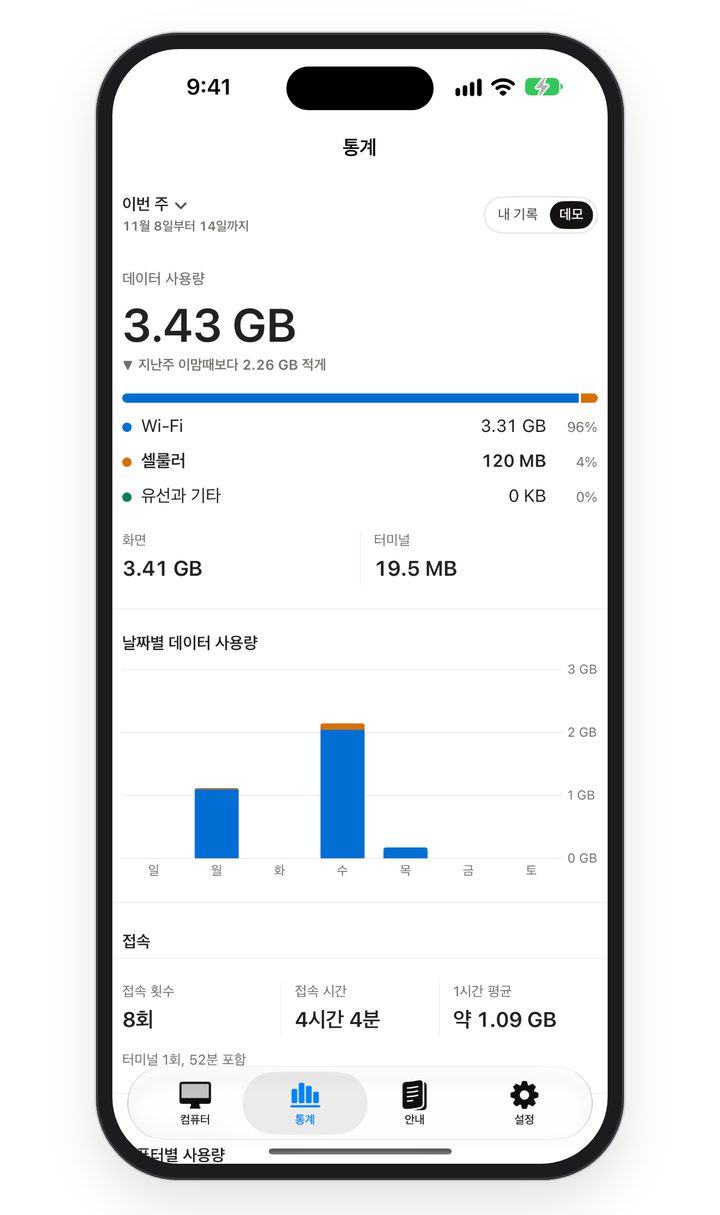 9:41
통계
이번 주
11월 8일부터 14일까지
내 기록 데모
데이터 사용량
3.43 GB
▼ 지난주 이맘때보다 2.26 GB 적게
Wi-Fi 3.31 GB 96%
셀룰러 120 MB 4%
유선과 기타 0 KB 0%
화면 터미널
3.41 GB 19.5 MB
날짜별 데이터 사용량
3 GB
2 GB
1 GB
0 GB
일 월 화 수 목 금 토
접속
접속 횟수 접속 시간 1시간 평균
8회 4시간 4분 약 1.09 GB
터미널 1회, 52분 포함
컴퓨터 통계 안내 설정
퓨터별 사용량